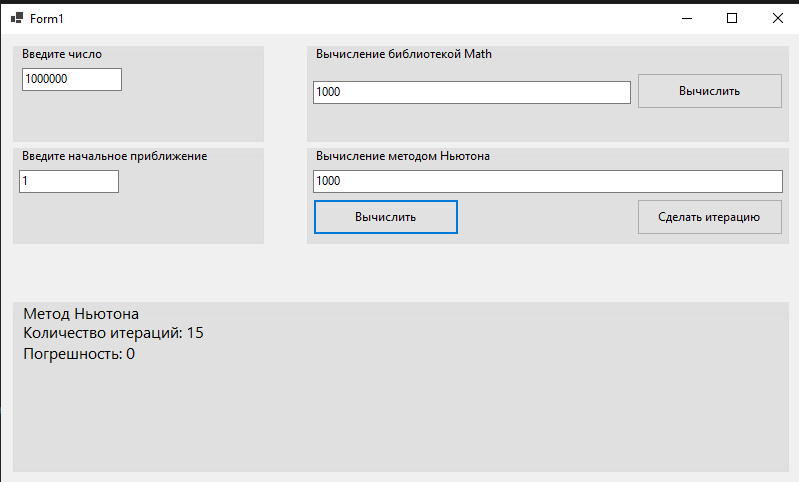 Form1
Введите число
1000000
Вычисление библиотекой Math
1000
Вычислить
Введите начальное приближение
1
Вычисление методом Ньютона
1000
Вычислить
Сделать итерацию
Метод Ньютона
Количество итераций: 15
Погрешность: 0